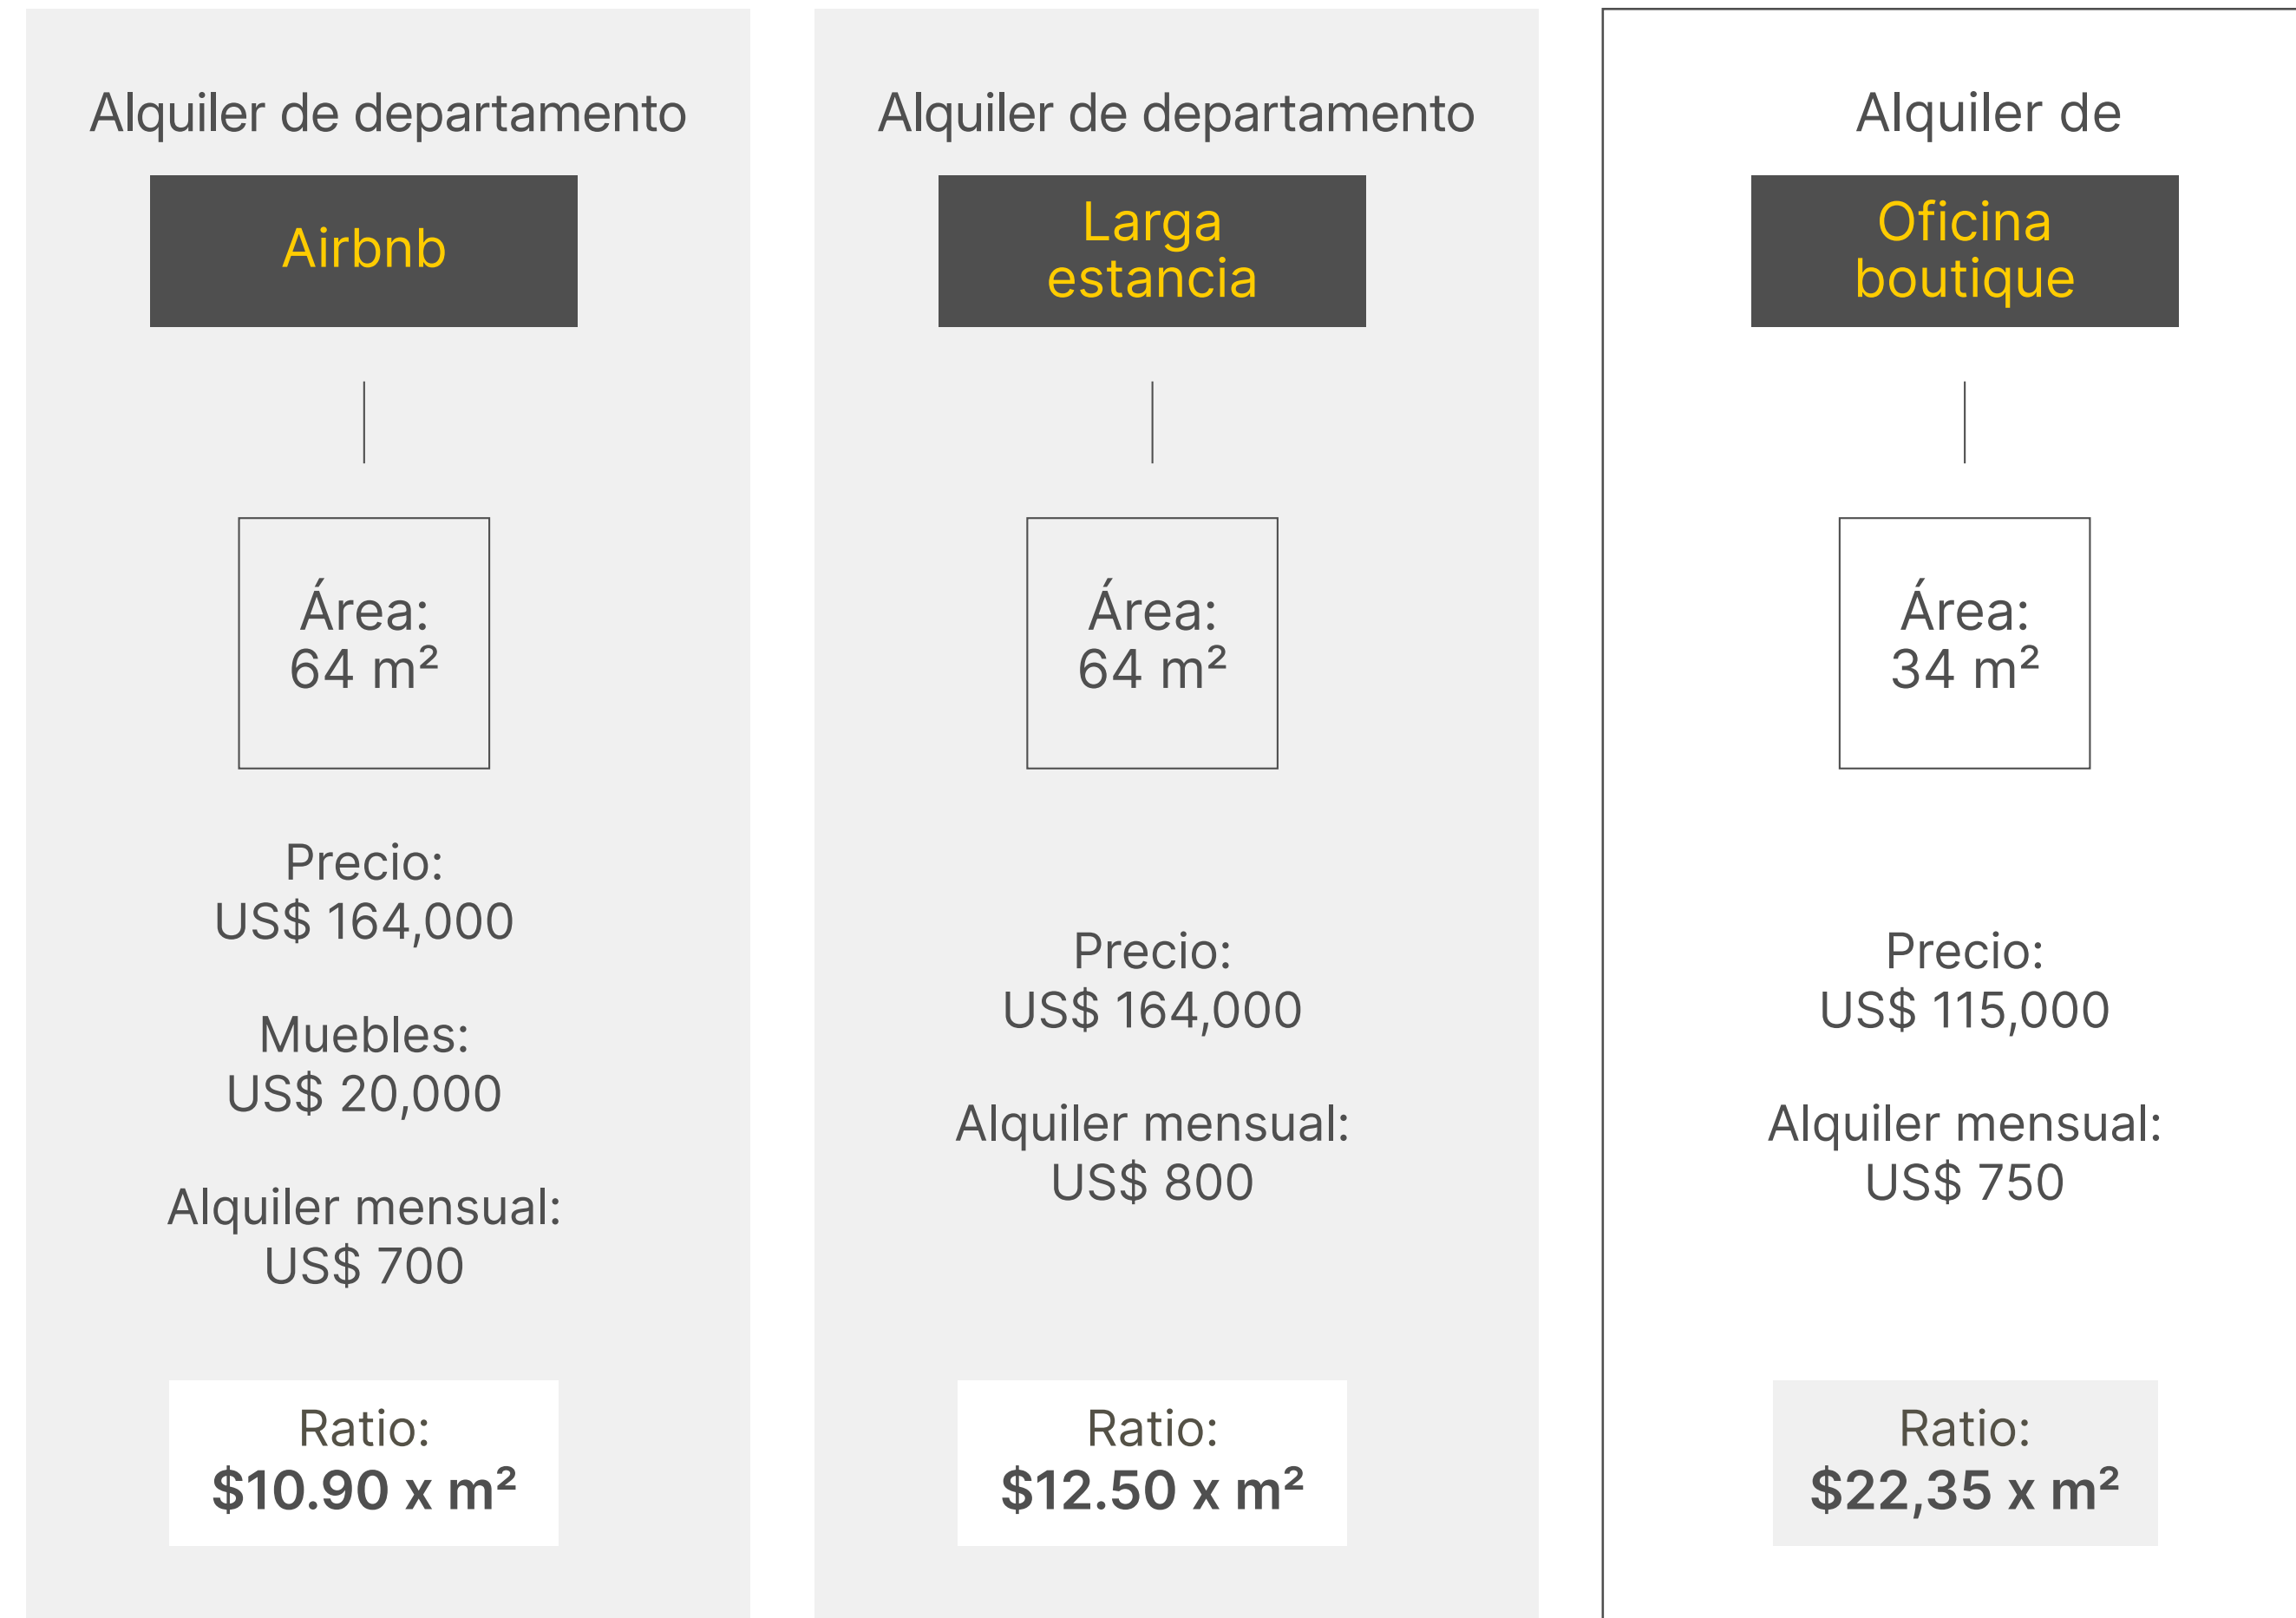 Alquiler de departamento
Airbnb
Área:
64 m²
Precio:
US$ 164,000
Muebles:
US$ 20,000
Alquiler mensual:
US$ 700
Ratio:
$10.90 x m²
Alquiler de departamento
Larga
estancia
Área:
64 m²
Precio:
US$ 164,000
Alquiler mensual:
US$ 800
Ratio:
$12.50 x m²
Alquiler de
Oficina
boutique
Área:
34 m²
Precio:
US$ 115,000
Alquiler mensual:
US$ 750
Ratio:
$22,35 x m²